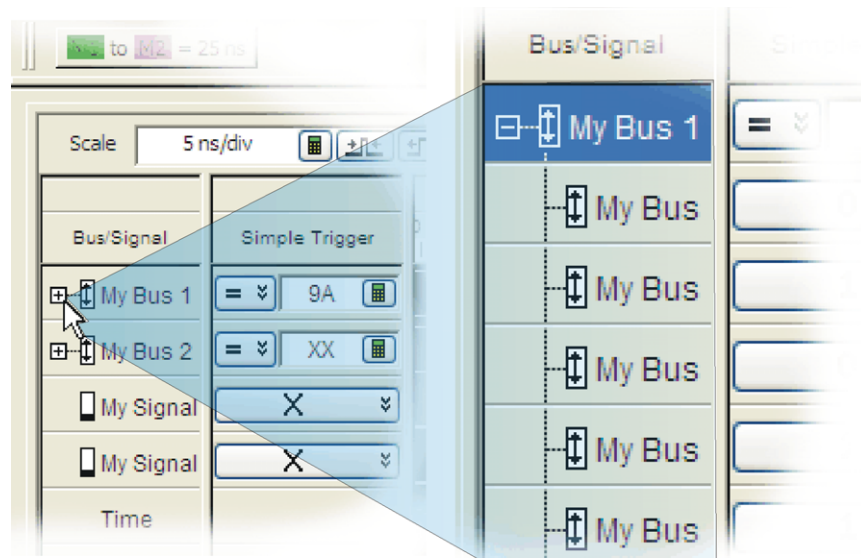 M1 to M2 = 25 ns
Scale 5 ns/div
Bus/Signal Simple Trigger
My Bus 1 = 9A
My Bus 2 = XX
My Signal X
My Signal X
Time
Bus/Signal
My Bus 1 =
My Bus
My Bus
My Bus
My Bus
My Bus